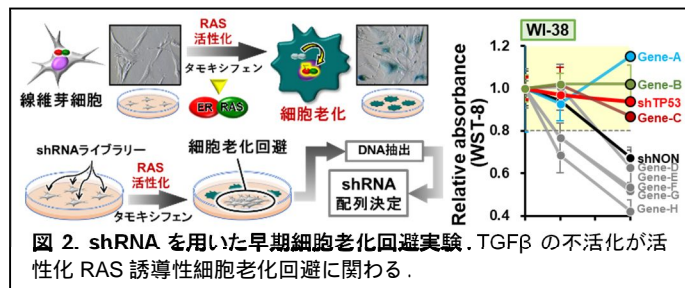 RAS
活性化
タモキシフェン
線維芽細胞
ER RAS
細胞老化
shRNAライブラリー
RAS
活性化
タモキシフェン
細胞老化回避
DNA抽出
shRNA
配列決定
WI-38
Relative absorbance
(WST-8)
1.2
1.0
0.8
0.6
0.4
Gene-A
Gene-B
shTP53
Gene-C
shNON
Gene-D
Gene-E
Gene-F
Gene-G
Gene-H
図 2. shRNA を用いた早期細胞老化回避実験. TGFβ の不活化が活
性化 RAS 誘導性細胞老化回避に関わる.